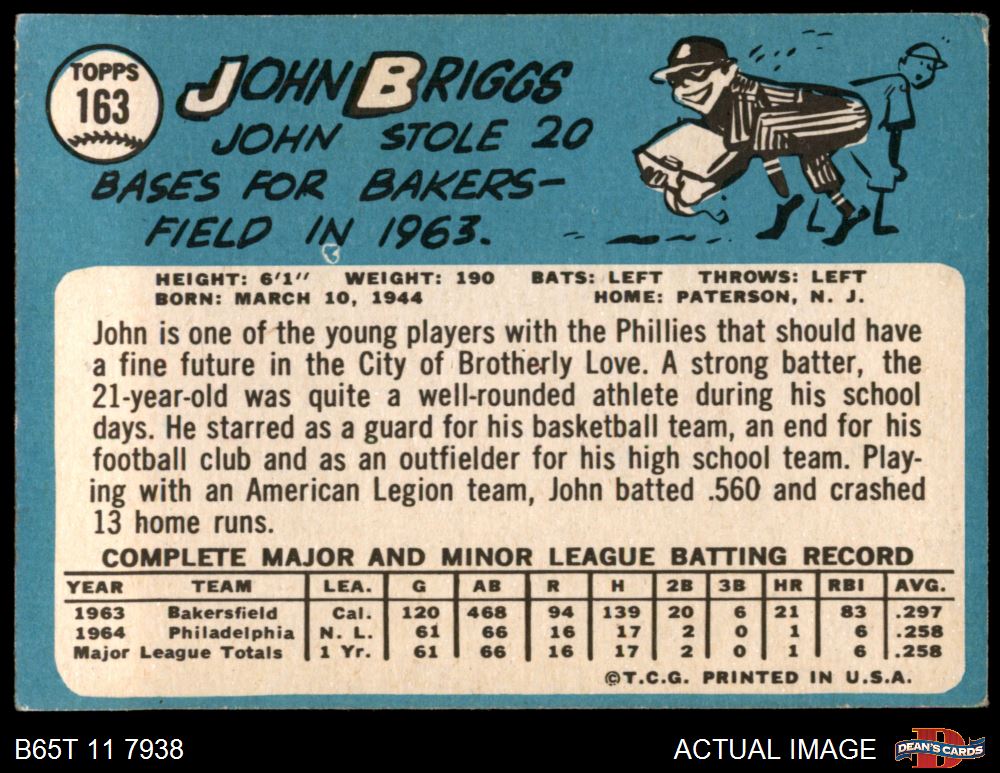 TOPPS
163
JOHN BRIGGS
JOHN STOLE 20
BASES FOR BAKERS-
FIELD IN 1963.
HEIGHT: 6'1" WEIGHT: 190 BATS: LEFT THROWS: LEFT
BORN: MARCH 10, 1944 HOME: PATERSON, N. J.
John is one of the young players with the Phillies that should have
a fine future in the City of Brotherly Love. A strong batter, the
21-year-old was quite a well-rounded athlete during his school
days. He starred as a guard for his basketball team, an end for his
football club and as an outfielder for his high school team. Play-
ing with an American Legion team, John batted .560 and crashed
13 home runs.
COMPLETE MAJOR AND MINOR LEAGUE BATTING RECORD
YEAR TEAM LEA. G AB R H 2B 3B HR RBI AVG.
1963 Bakersfield Cal. 120 468 94 139 20 6 21 83 .297
1964 Philadelphia N. L. 61 66 16 17 2 0 1 6 .258
Major League Totals 1 Yr. 61 66 16 17 2 0 1 6 .258
©T.C.G. PRINTED IN U.S.A.
B65T 11 7938 ACTUAL IMAGE D DEAN'S CARDS